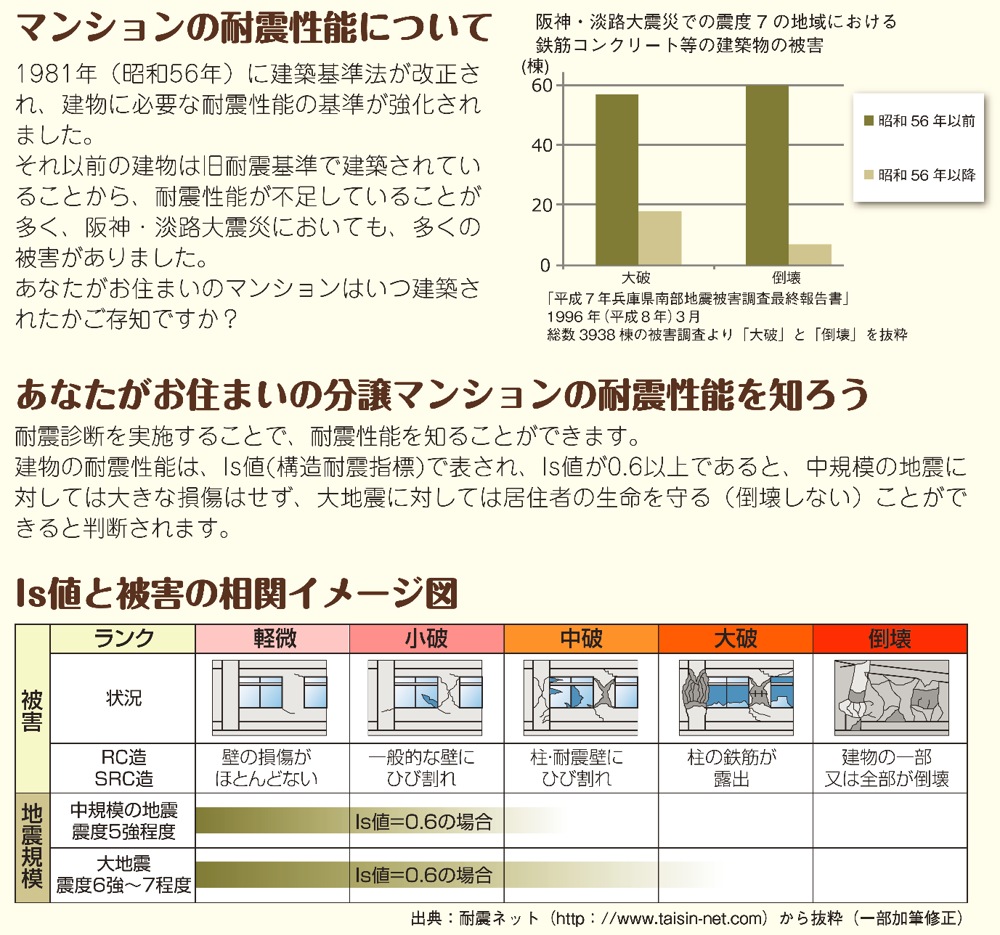 マンションの耐震性能について
1981年（昭和56年）に建築基準法が改正さ
れ、建物に必要な耐震性能の基準が強化され
ました。
それ以前の建物は旧耐震基準で建築されてい
ることから、耐震性能が不足していることが
多く、阪神・淡路大震災においても、多くの
被害がありました。
あなたがお住まいのマンションはいつ建築さ
れたかご存知ですか？
阪神・淡路大震災での震度７の地域における
鉄筋コンクリート等の建築物の被害
(棟)
60
40
20
0
大破
倒壊
昭和 56 年以前
昭和 56 年以降
「平成７年兵庫県南部地震被害調査最終報告書」
1996 年（平成８年）３月
総数 3938 棟の被害調査より「大破」と「倒壊」を抜粋
あなたがお住まいの分譲マンションの耐震性能を知ろう
耐震診断を実施することで、耐震性能を知ることができます。
建物の耐震性能は、Is値(構造耐震指標)で表され、Is値が0.6以上であると、中規模の地震に
対しては大きな損傷はせず、大地震に対しては居住者の生命を守る（倒壊しない）ことがで
きると判断されます。
Is値と被害の相関イメージ図
被害
ランク
軽微
小破
中破
大破
倒壊
状況
RC造
SRC造
壁の損傷が
ほとんどない
一般的な壁に
ひび割れ
柱･耐震壁に
ひび割れ
柱の鉄筋が
露出
建物の一部
又は全部が倒壊
地震規模
中規模の地震
震度5強程度
Is値=0.6の場合
大地震
震度6強～7程度
Is値=0.6の場合
出典：耐震ネット（http：//www.taisin-net.com）から抜粋（一部加筆修正）